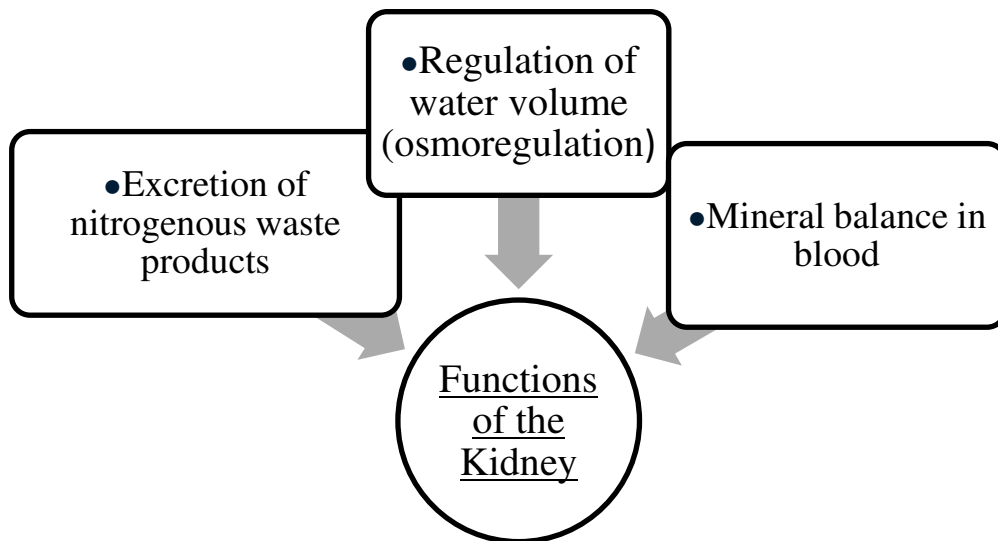 •Regulation of
water volume
(osmoregulation)
•Excretion of
nitrogenous waste
products
•Mineral balance in
blood
Functions
of the
Kidney